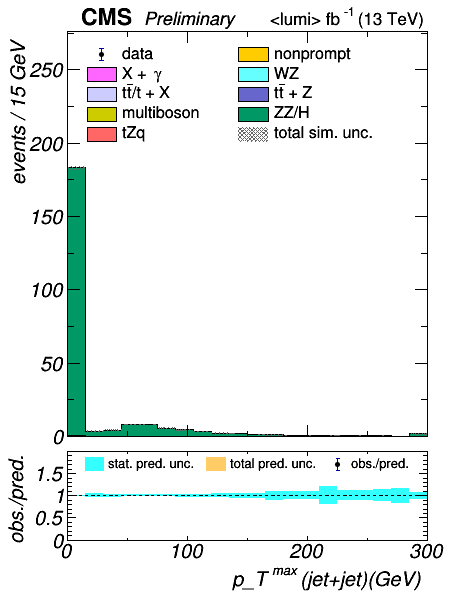 CMS Preliminary <lumi> fb⁻¹ (13 TeV)
events / 15 GeV
data
nonprompt
X + γ
WZ
tt̄/t + X
tt̄ + Z
multiboson
ZZ/H
tZq
total sim. unc.
250
200
150
100
50
0
obs./pred.
stat. pred. unc.
total pred. unc.
obs./pred.
1.5
1
0.5
0
0 100 200 300
p_T^max (jet+jet)(GeV)